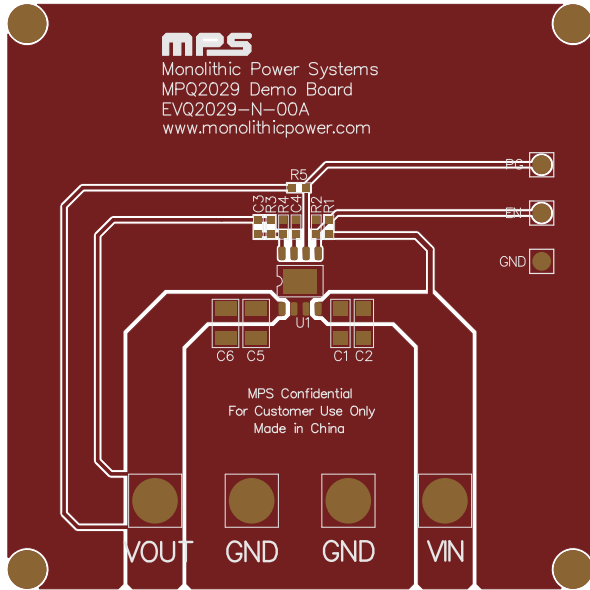 MPS
Monolithic Power Systems
MPQ2029 Demo Board
EVQ2029-N-00A
www.monolithicpower.com
R5
PG
C3
R3
R4
C4
R2
R1
EN
GND
U1
C6
C5
C1
C2
MPS Confidential
For Customer Use Only
Made in China
VOUT
GND
GND
VIN